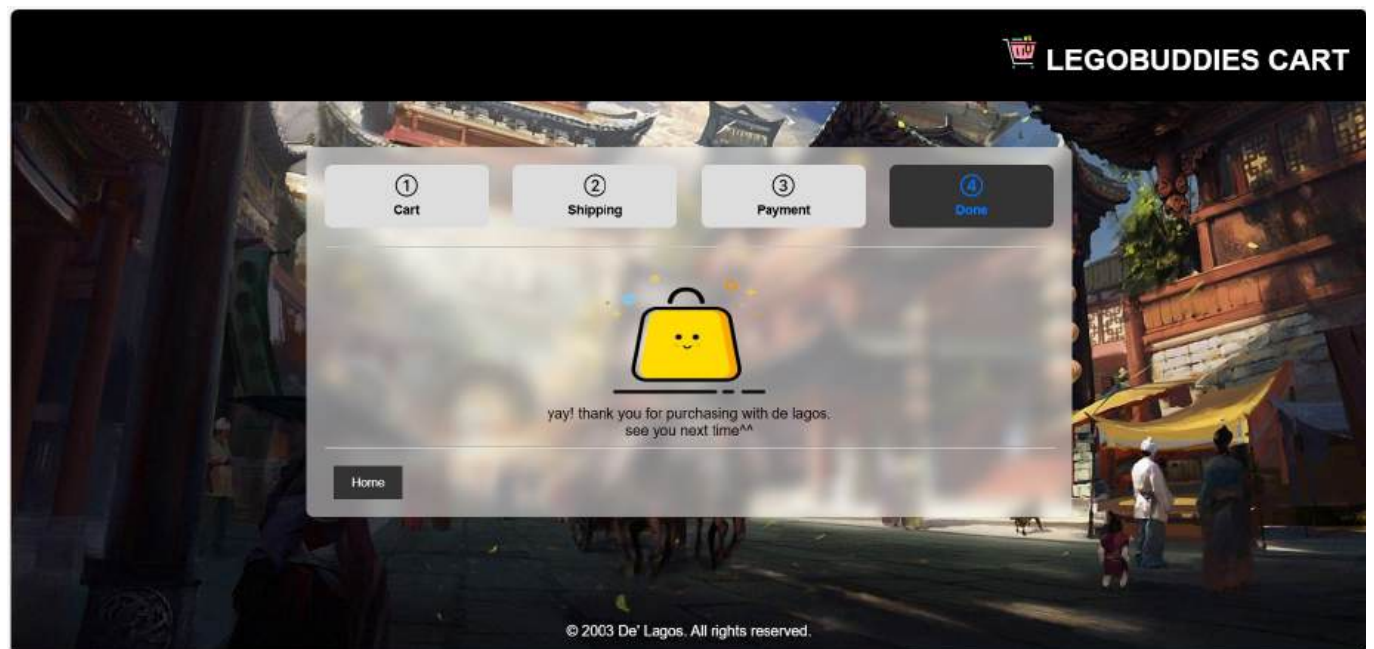 LEGOBUDDIES CART
1
Cart
2
Shipping
3
Payment
4
Done
yay! thank you for purchasing with de lagos.
see you next time^^
Home
© 2003 De' Lagos. All rights reserved.